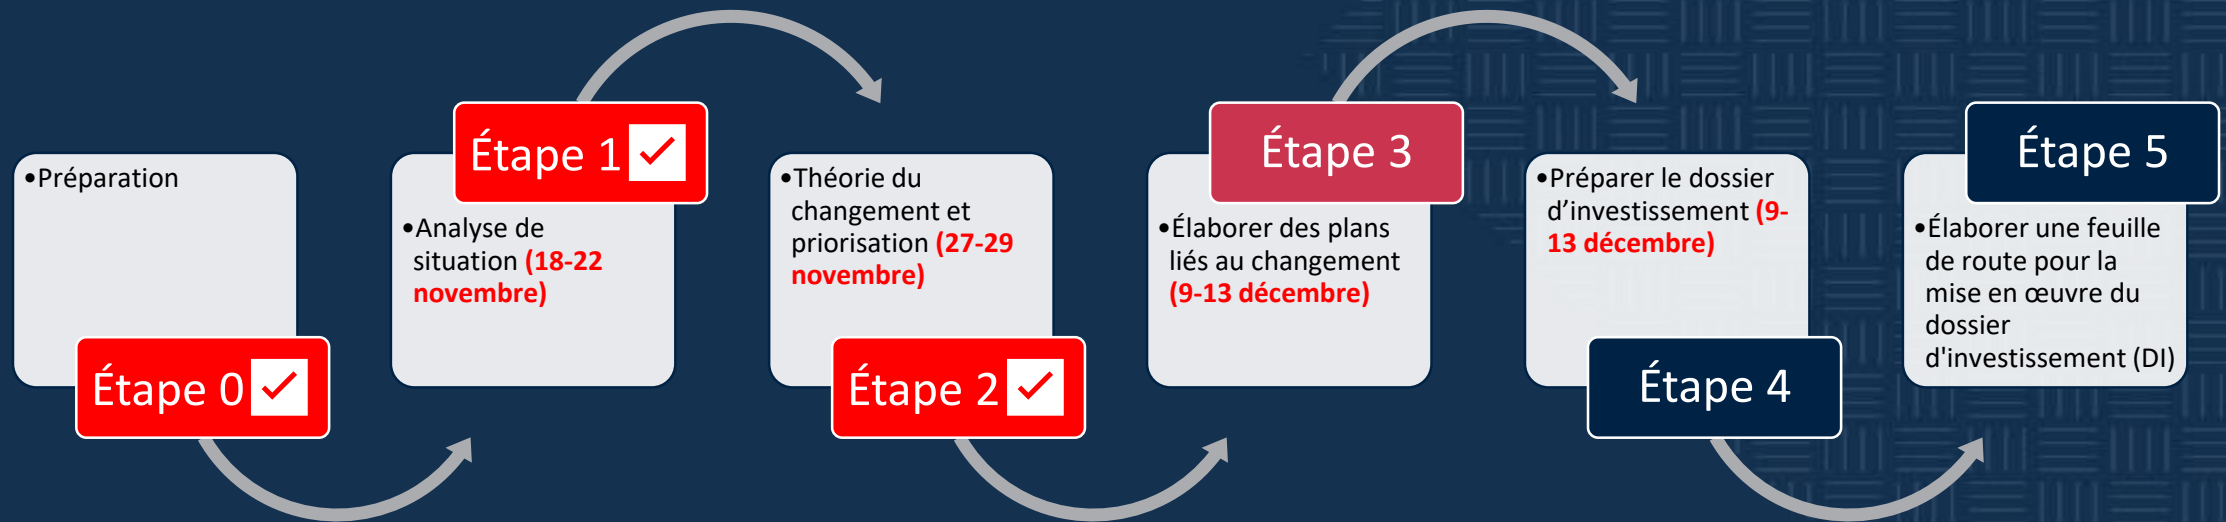 •Préparation
Étape 0
Étape 1
•Analyse de
situation (18-22
novembre)
•Théorie du
changement et
priorisation (27-29
novembre)
Étape 2
Étape 3
•Élaborer des plans
liés au changement
(9-13 décembre)
•Préparer le dossier
d’investissement (9-
13 décembre)
Étape 4
Étape 5
•Élaborer une feuille
de route pour la
mise en œuvre du
dossier
d'investissement (DI)